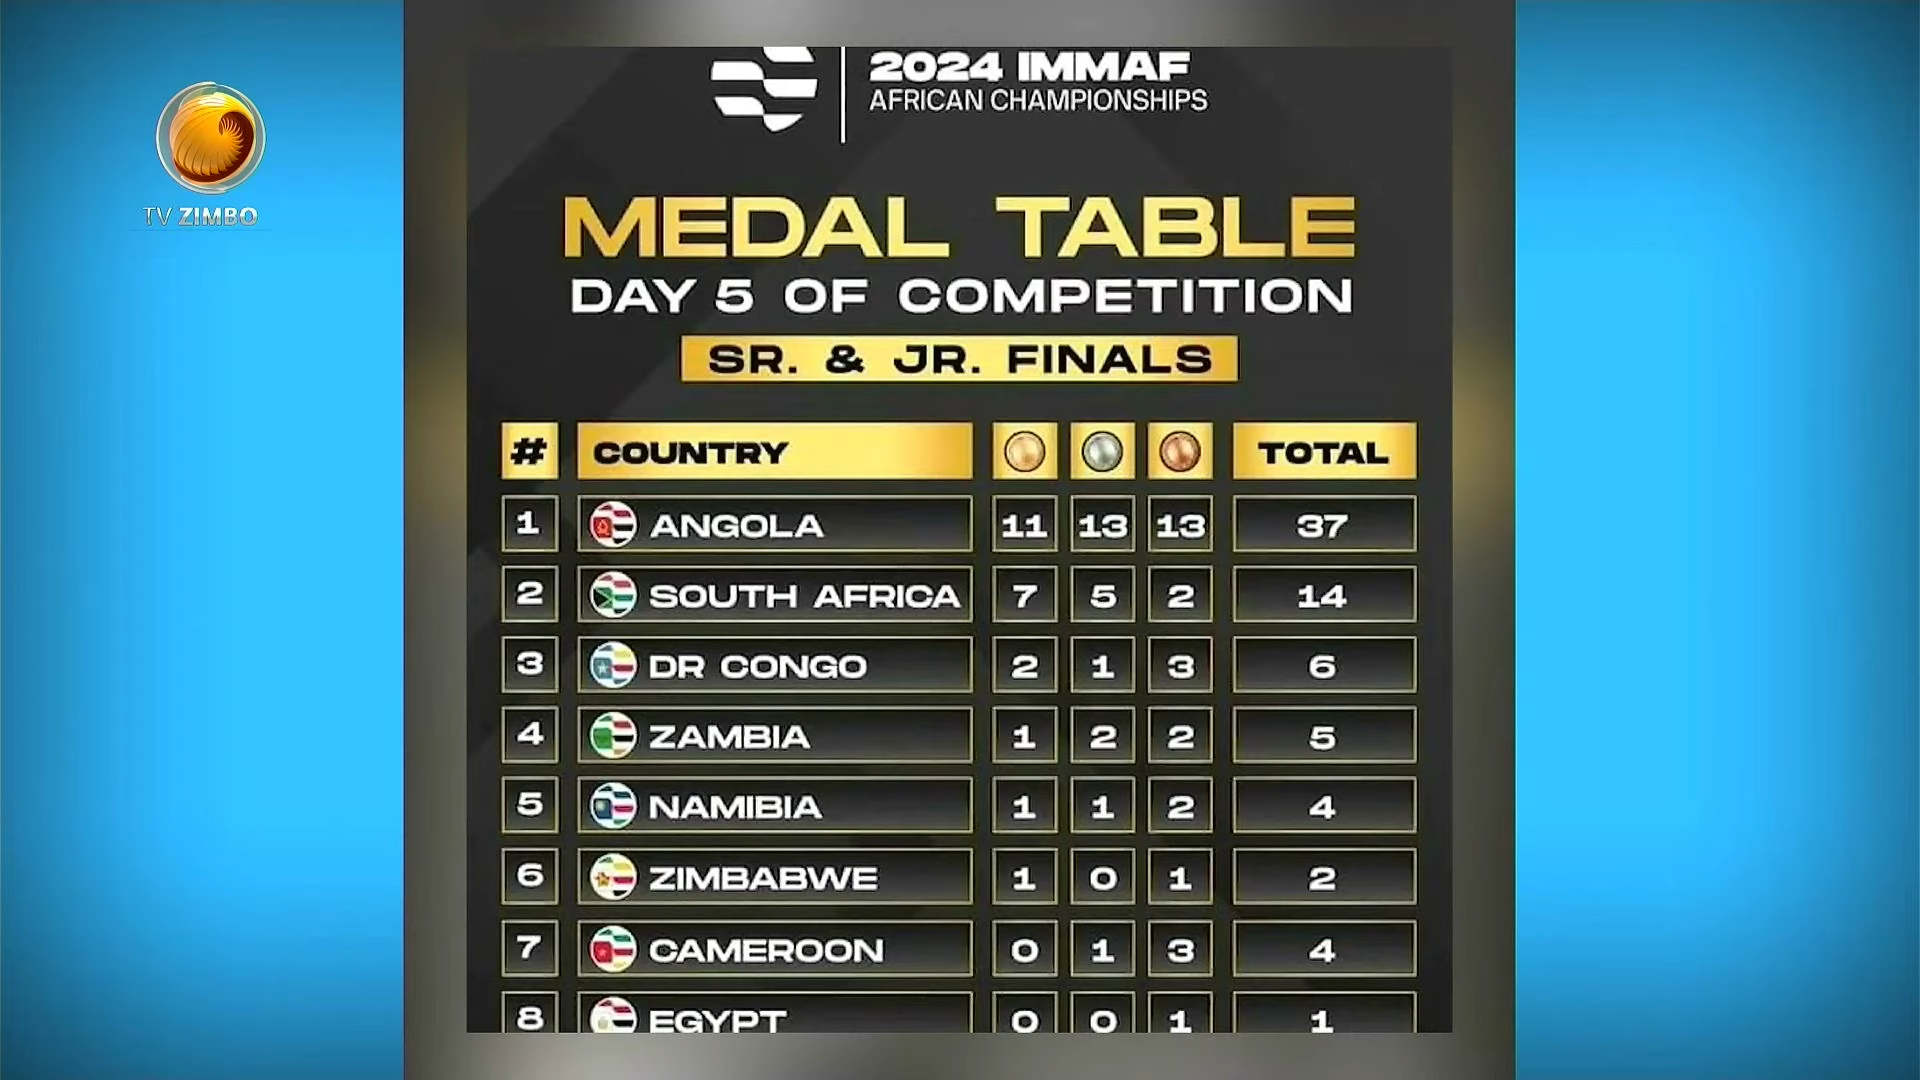 2024 IMMAF
AFRICAN CHAMPIONSHIPS
TV ZIMBO
MEDAL TABLE
DAY 5 OF COMPETITION
SR. & JR. FINALS
# COUNTRY TOTAL
1 ANGOLA 11 13 13 37
2 SOUTH AFRICA 7 5 2 14
3 DR CONGO 2 1 3 6
4 ZAMBIA 1 2 2 5
5 NAMIBIA 1 1 2 4
6 ZIMBABWE 1 0 1 2
7 CAMEROON 0 1 3 4
8 EGYPT 0 0 1 1